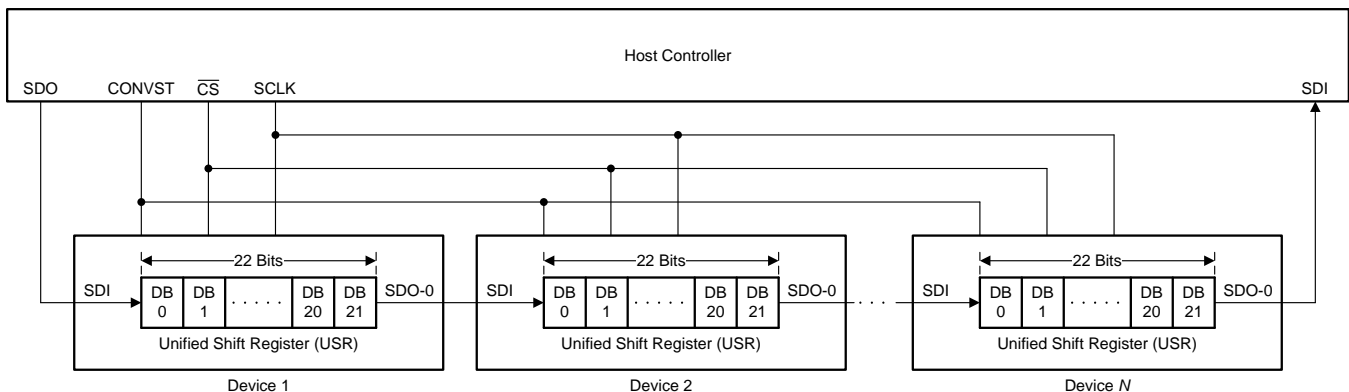 Host Controller
SDO CONVST CS SCLK SDI
22 Bits 22 Bits 22 Bits
SDI DB 0 DB 1 · · · · · DB 20 DB 21 SDO-0 SDI DB 0 DB 1 · · · · · DB 20 DB 21 SDO-0 · · · · SDI DB 0 DB 1 · · · · · DB 20 DB 21 SDO-0
Unified Shift Register (USR) Unified Shift Register (USR) Unified Shift Register (USR)
Device 1 Device 2 Device N